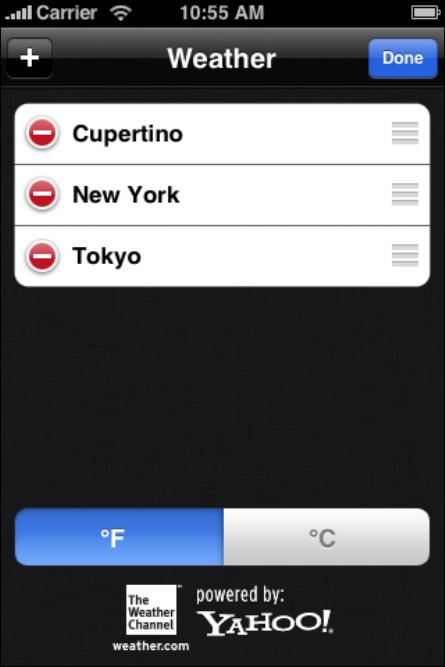 Carrier 10:55 AM
+ Weather Done
Cupertino
New York
Tokyo
°F °C
The
Weather
Channel
weather.com
powered by:
YAHOO!